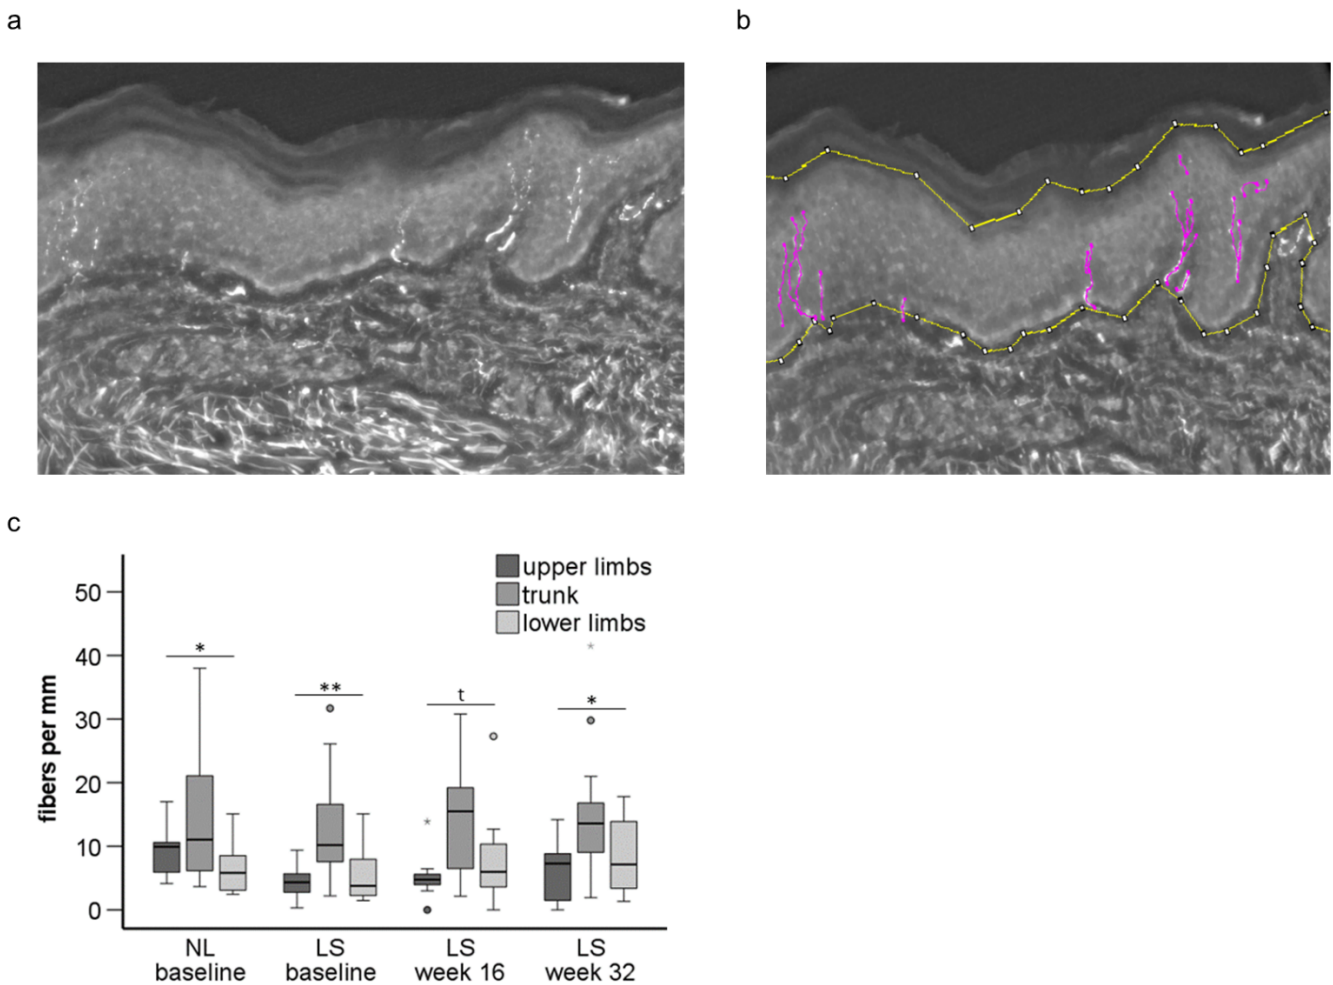 a
b
c
upper limbs
trunk
lower limbs
fibers per mm
50
40
30
20
10
0
*
**
t
*
NL
baseline
LS
baseline
LS
week 16
LS
week 32